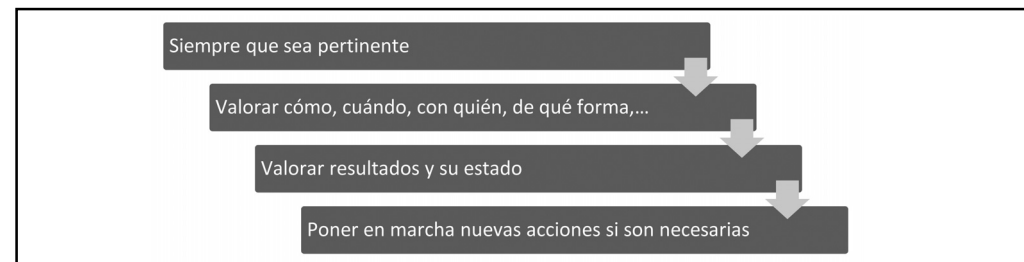 Siempre que sea pertinente
Valorar cómo, cuándo, con quién, de qué forma,...
Valorar resultados y su estado
Poner en marcha nuevas acciones si son necesarias